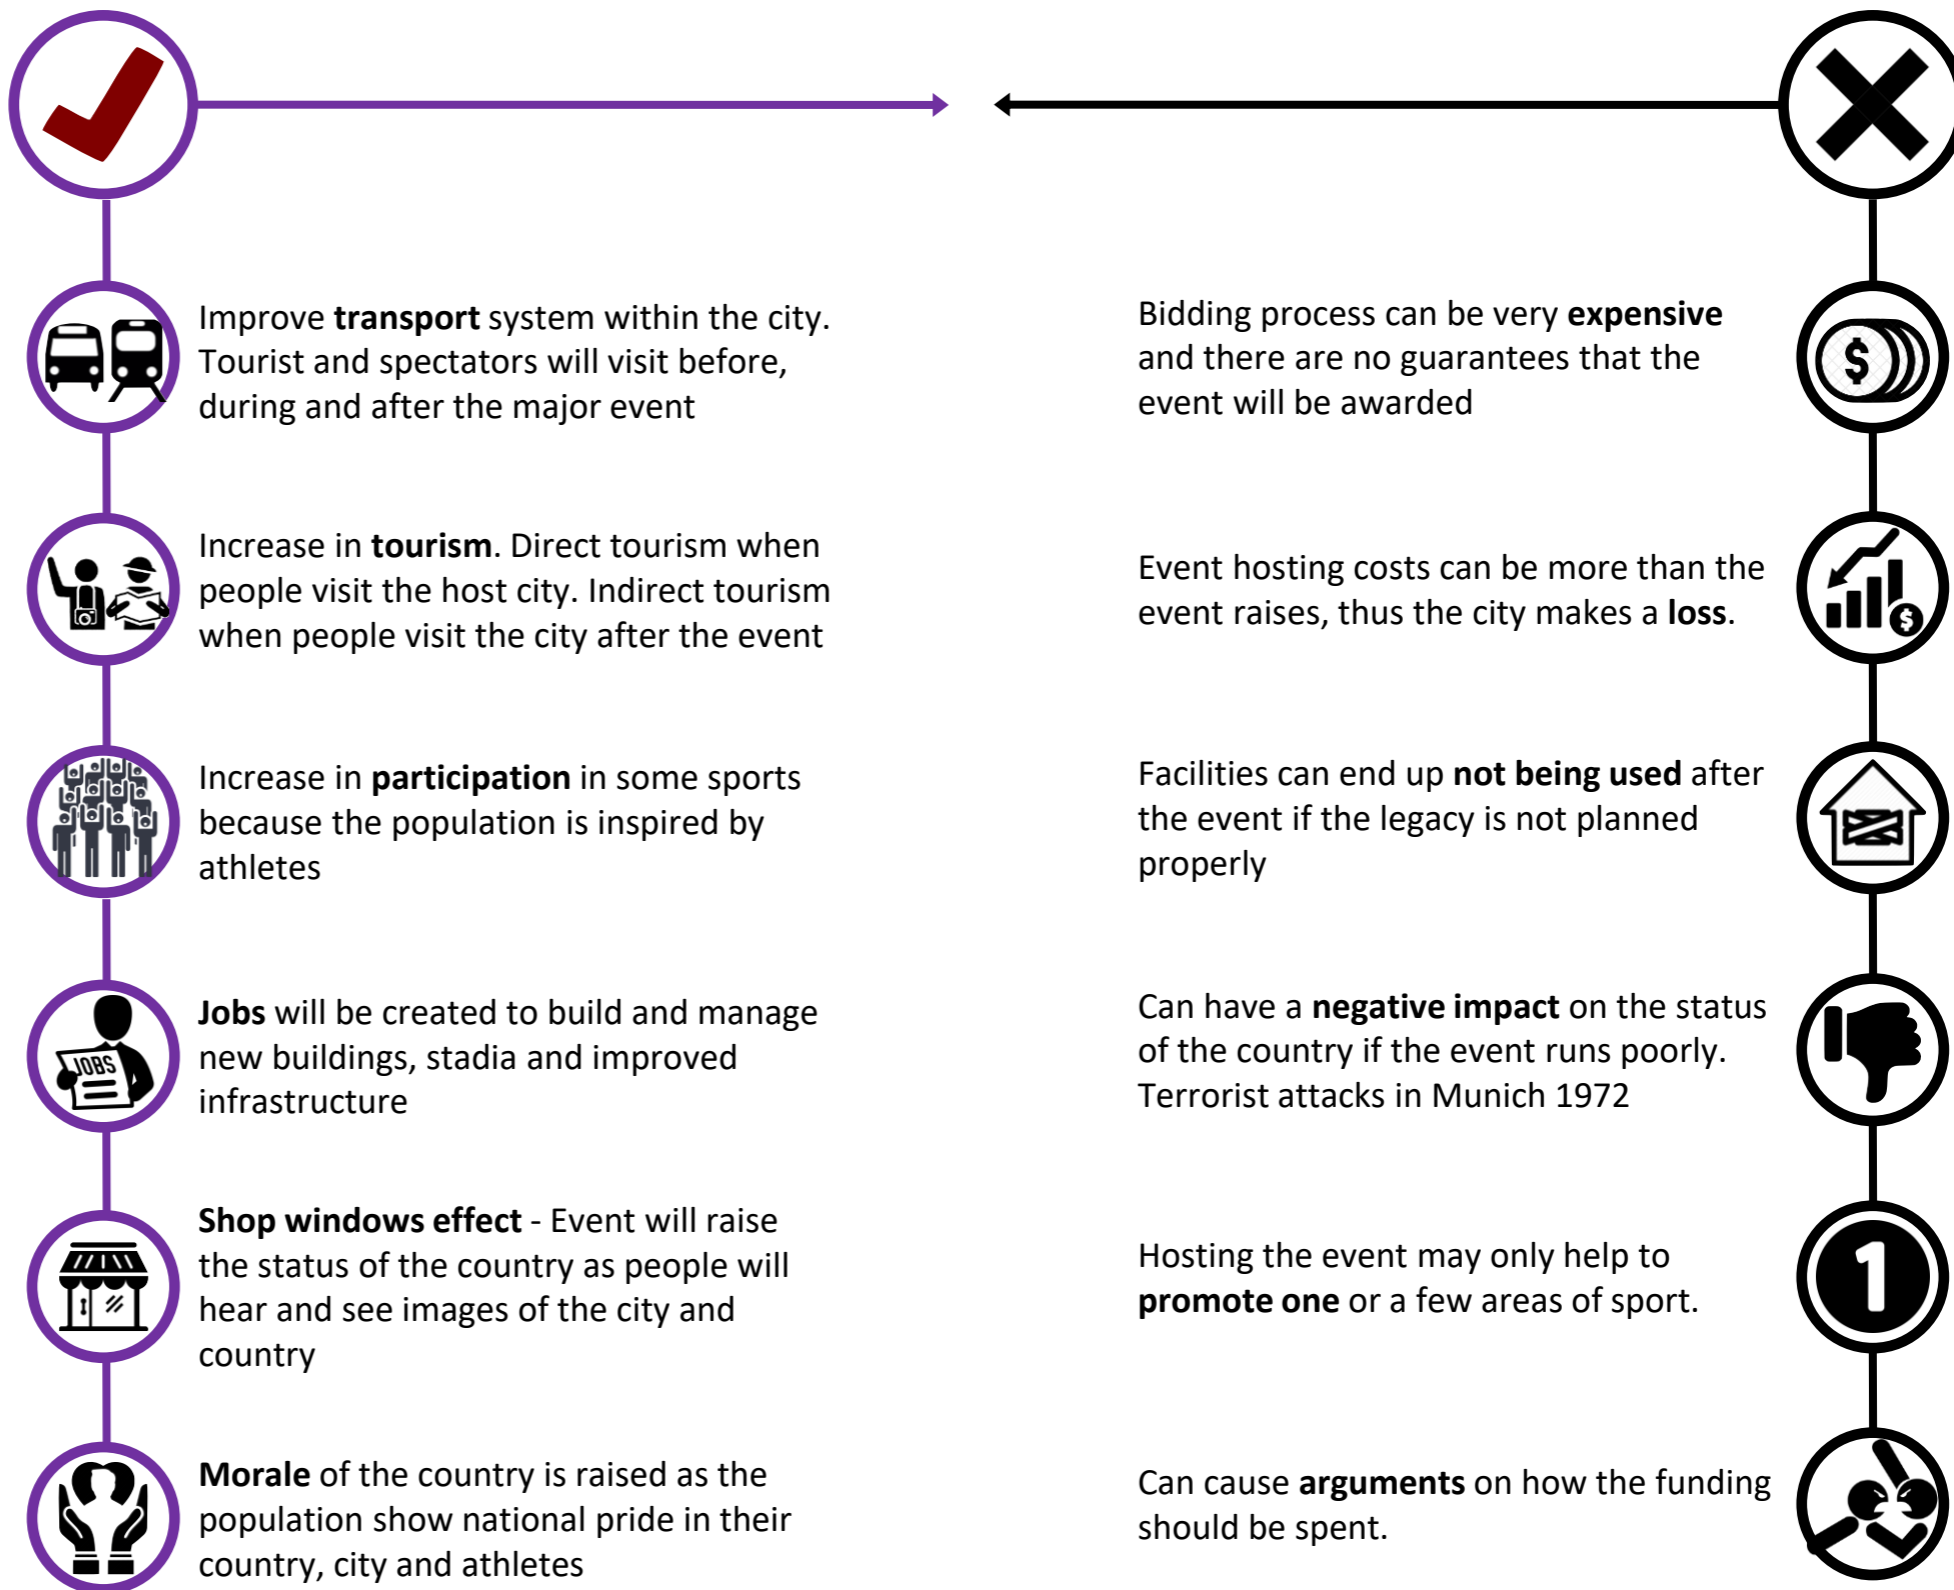 Improve transport system within the city.
Tourist and spectators will visit before,
during and after the major event
Increase in tourism. Direct tourism when
people visit the host city. Indirect tourism
when people visit the city after the event
Increase in participation in some sports
because the population is inspired by
athletes
JOBS
Jobs will be created to build and manage
new buildings, stadia and improved
infrastructure
Shop windows effect - Event will raise
the status of the country as people will
hear and see images of the city and
country
Morale of the country is raised as the
population show national pride in their
country, city and athletes
Bidding process can be very expensive
and there are no guarantees that the
event will be awarded
$
Event hosting costs can be more than the
event raises, thus the city makes a loss.
$
Facilities can end up not being used after
the event if the legacy is not planned
properly
Can have a negative impact on the status
of the country if the event runs poorly.
Terrorist attacks in Munich 1972
Hosting the event may only help to
promote one or a few areas of sport.
1
Can cause arguments on how the funding
should be spent.